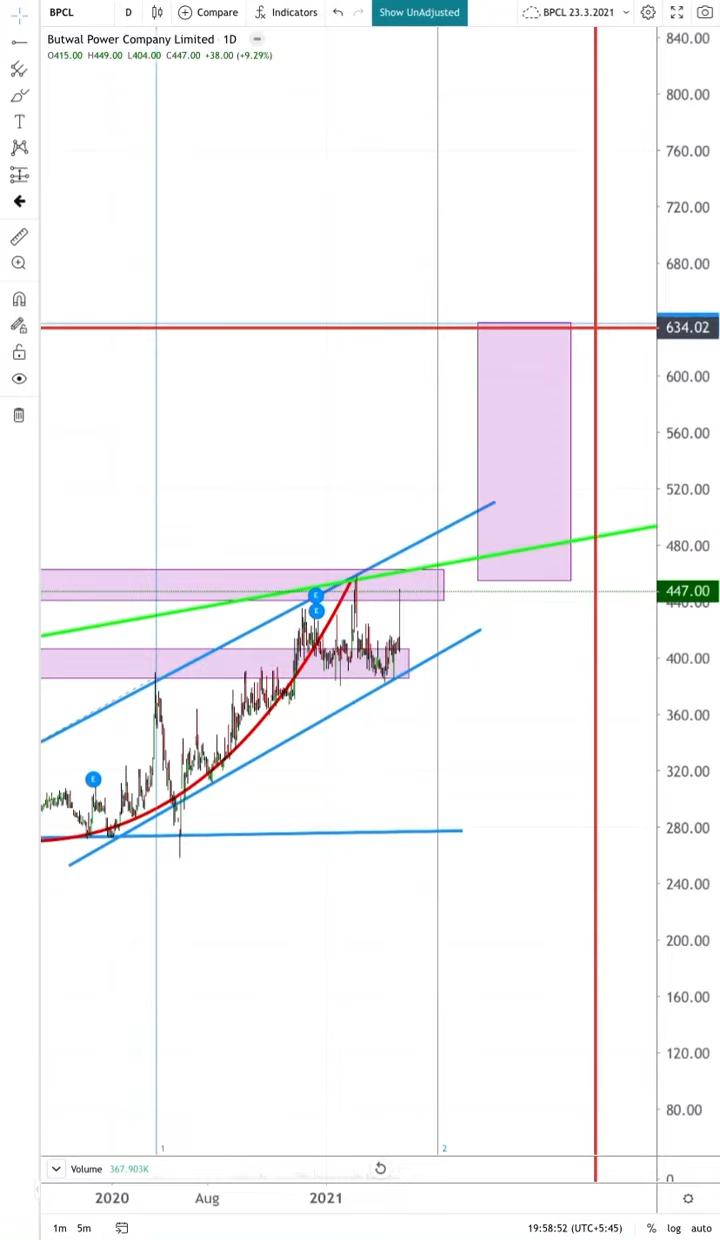 BPCL D Compare Indicators Show UnAdjusted BPCL 23.3.2021
Butwal Power Company Limited 1D
O415.00 H449.00 L404.00 C447.00 +38.00 (+9.29%)
T
840.00
800.00
760.00
720.00
680.00
634.02
600.00
560.00
520.00
480.00
447.00
440.00
400.00
360.00
320.00
280.00
240.00
200.00
160.00
120.00
80.00
0
E
E
E
1
2
Volume 367.903K
2020 Aug 2021
1m 5m 19:58:52 (UTC+5:45) % log auto